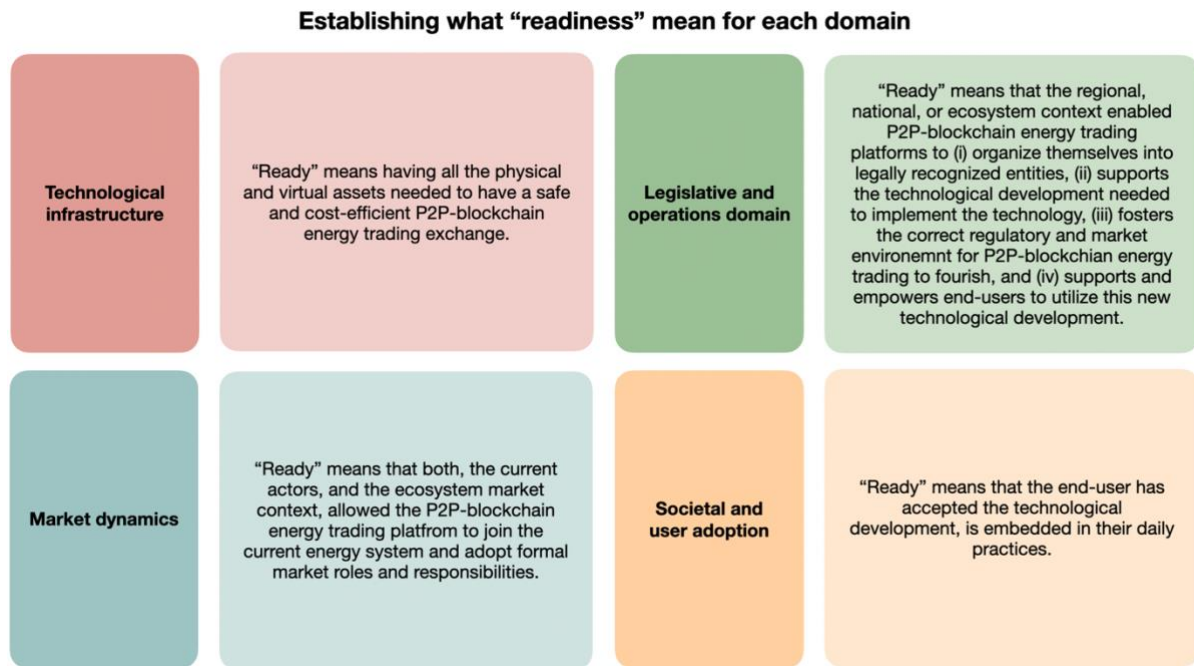 Establishing what “readiness” mean for each domain
Technological
infrastructure
“Ready” means having all the physical
and virtual assets needed to have a safe
and cost-efficient P2P-blockchain
energy trading exchange.
Legislative and
operations domain
“Ready” means that the regional,
national, or ecosystem context enabled
P2P-blockchain energy trading
platforms to (i) organize themselves into
legally recognized entities, (ii) supports
the technological development needed
to implement the technology, (iii) fosters
the correct regulatory and market
environemnt for P2P-blockchian energy
trading to fourish, and (iv) supports and
empowers end-users to utilize this new
technological development.
Market dynamics
“Ready” means that both, the current
actors, and the ecosystem market
context, allowed the P2P-blockchain
energy trading platfrom to join the
current energy system and adopt formal
market roles and responsibilities.
Societal and
user adoption
“Ready” means that the end-user has
accepted the technological
development, is embedded in their daily
practices.